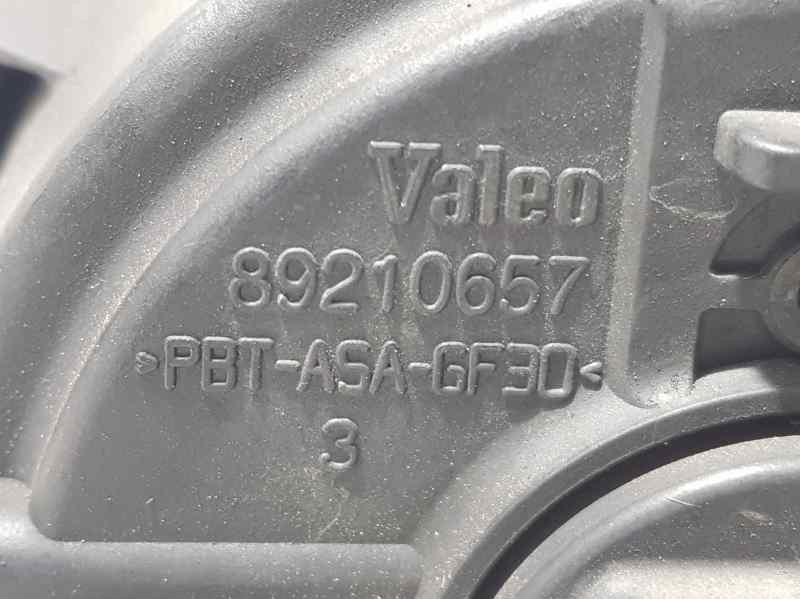 Valeo
89210657
>PBT-ASA-GF30<
3